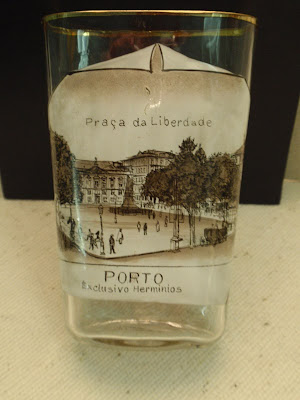 Praça da Liberdade
PORTO
Exclusivo Herminios